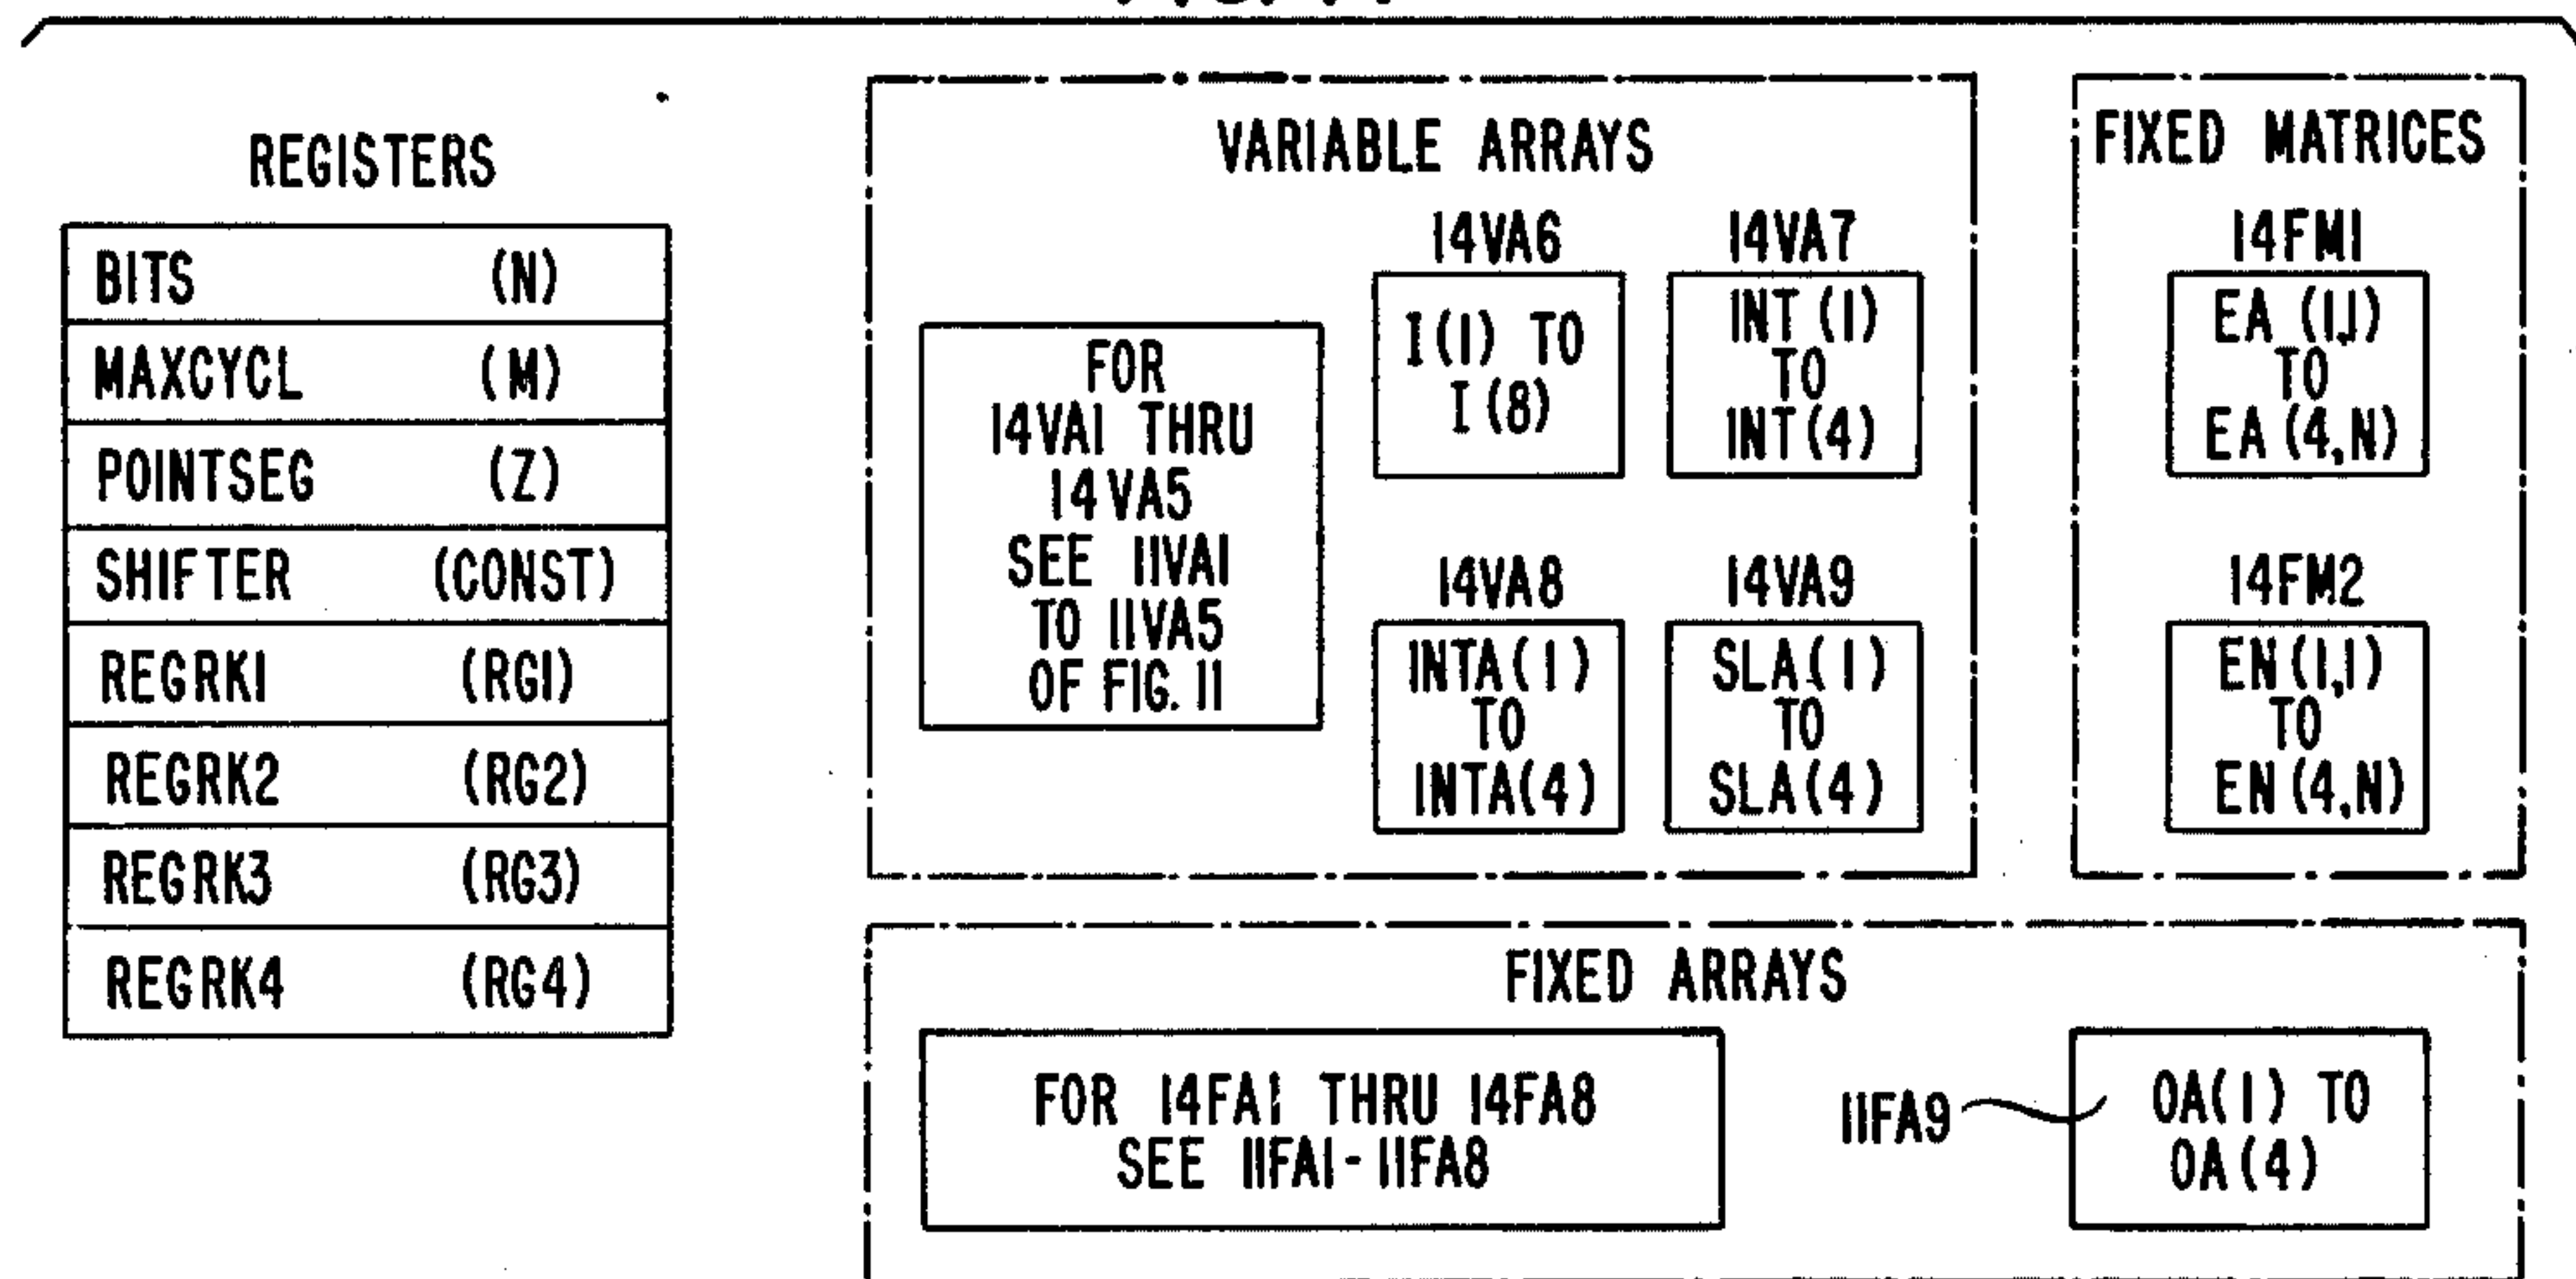 REGISTERS
BITS (N)
MAXCYCL (M)
POINTSEG (Z)
SHIFTER (CONST)
REGRK1 (RG1)
REGRK2 (RG2)
REGRK3 (RG3)
REGRK4 (RG4)
VARIABLE ARRAYS
FOR
14VA1 THRU
14VA5
SEE 11VA1
TO 11VA5
OF FIG. 11
14VA6
I(1) TO
I(8)
14VA7
INT(1)
TO
INT(4)
14VA8
INTA(1)
TO
INTA(4)
14VA9
SLA(1)
TO
SLA(4)
FIXED MATRICES
14FM1
EA(1,1)
TO
EA(4,N)
14FM2
EN(1,1)
TO
EN(4,N)
FIXED ARRAYS
FOR 14FA1 THRU 14FA8
SEE 11FA1-11FA8
11FA9
OA(1) TO
OA(4)